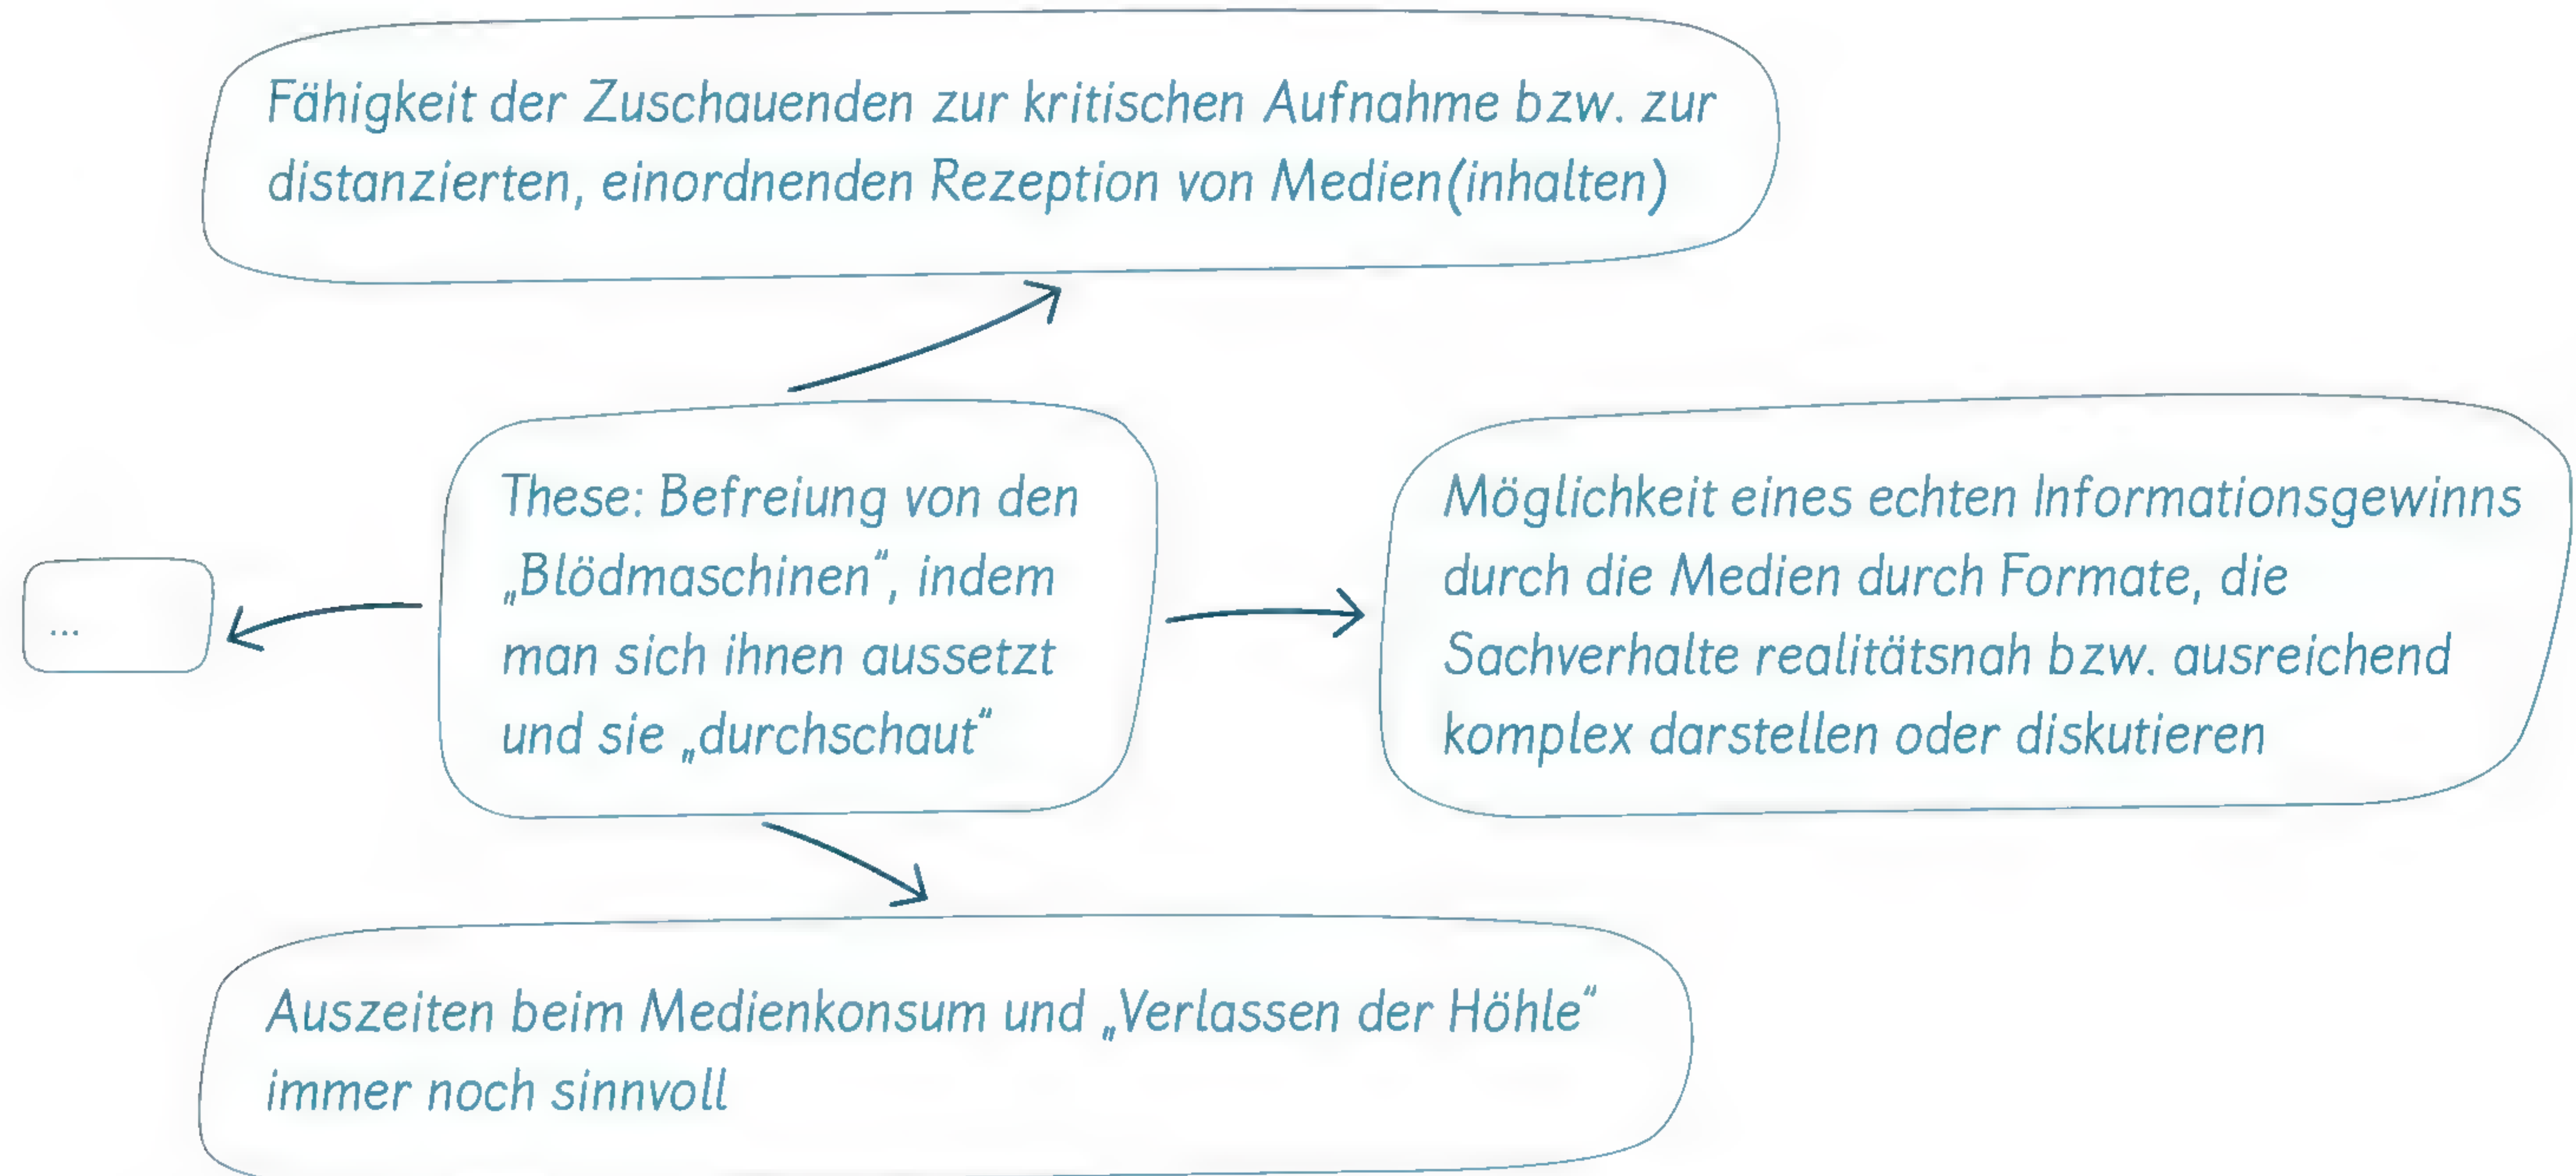 Fähigkeit der Zuschauenden zur kritischen Aufnahme bzw. zur
distanzierten, einordnenden Rezeption von Medien(inhalten)
...
These: Befreiung von den
„Blödmaschinen“, indem
man sich ihnen aussetzt
und sie „durchschaut“
Möglichkeit eines echten Informationsgewinns
durch die Medien durch Formate, die
Sachverhalte realitätsnah bzw. ausreichend
komplex darstellen oder diskutieren
Auszeiten beim Medienkonsum und „Verlassen der Höhle“
immer noch sinnvoll